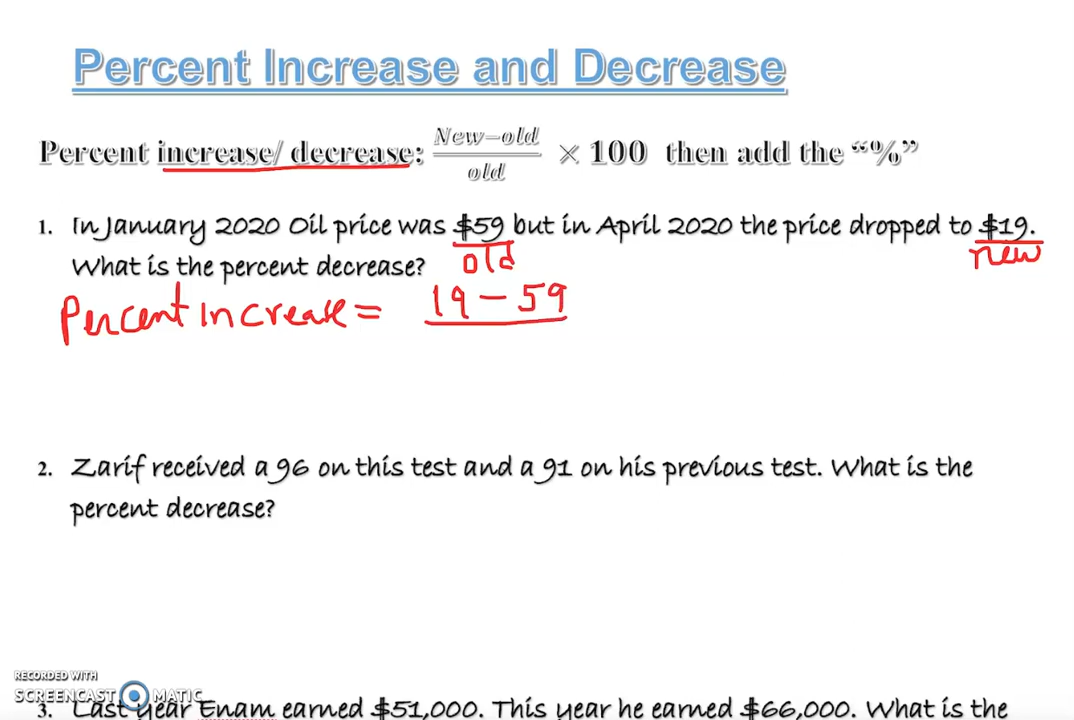 Percent Increase and Decrease
Percent increase/ decrease: New−old / old × 100 then add the “%”
1. In January 2020 Oil price was $59 but in April 2020 the price dropped to $19.
What is the percent decrease? old new
Percent Increase = 19 - 59
2. Zarif received a 96 on this test and a 91 on his previous test. What is the
percent decrease?
RECORDED WITH
SCREENCAST MATIC
3. Last year Enam earned $51,000. This year he earned $66,000. What is the